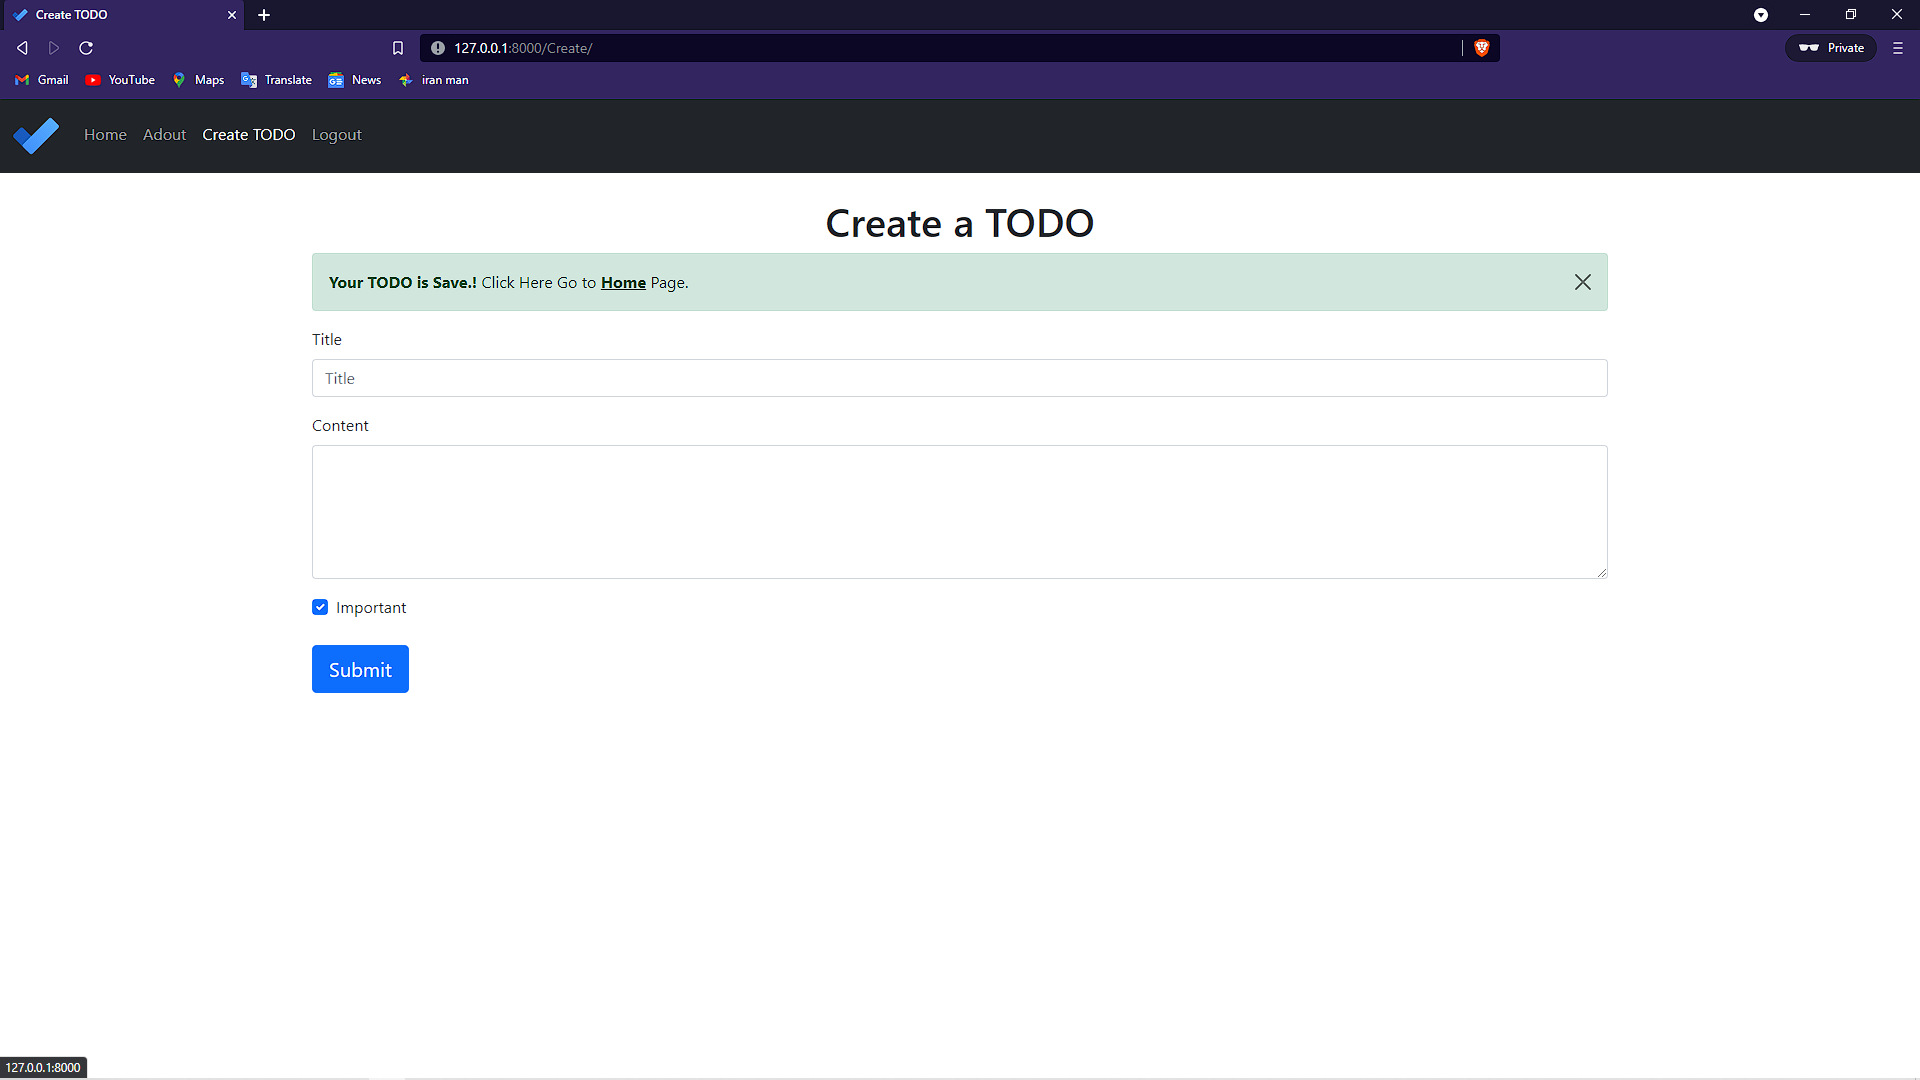 Create TODO
127.0.0.1:8000/Create/
Private
Gmail YouTube Maps Translate News iran man
Home Adout Create TODO Logout
Create a TODO
Your TODO is Save.! Click Here Go to Home Page.
Title
Title
Content
Important
Submit
127.0.0.1:8000